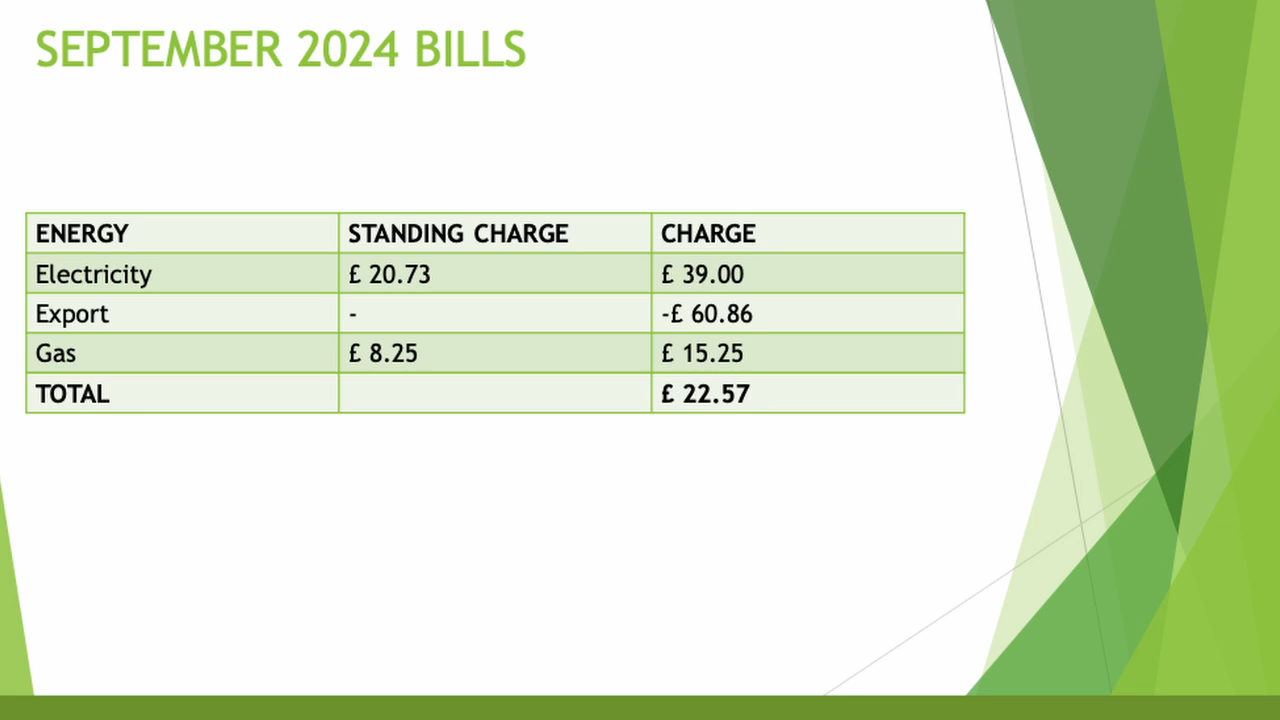 SEPTEMBER 2024 BILLS
ENERGY STANDING CHARGE CHARGE
Electricity £ 20.73 £ 39.00
Export - -£ 60.86
Gas £ 8.25 £ 15.25
TOTAL £ 22.57